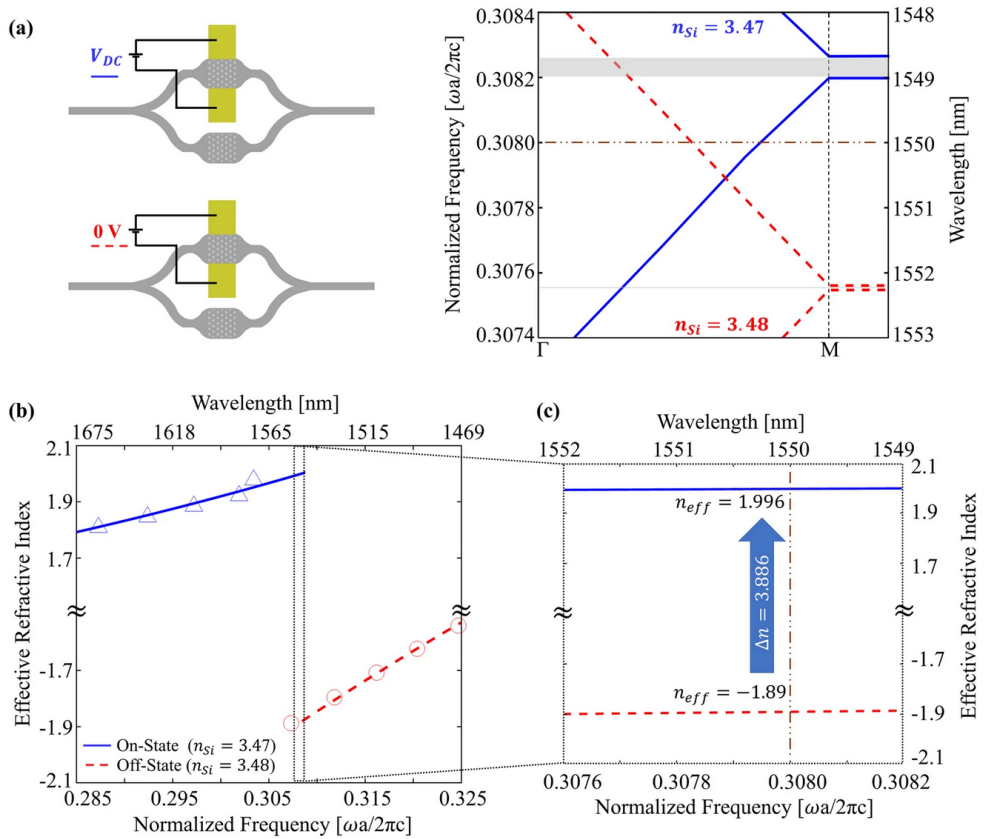 (a)
V_DC
0 V
Normalized Frequency [ωa/2πc]
0.3084
0.3082
0.3080
0.3078
0.3076
0.3074
n_Si = 3.47
n_Si = 3.48
Γ
M
1548
1549
1550
1551
1552
1553
Wavelength [nm]
(b)
Wavelength [nm]
1675
1618
1565
1515
1469
Effective Refractive Index
2.1
1.9
1.7
≈
≈
-1.7
-1.9
-2.1
On-State (n_Si = 3.47)
Off-State (n_Si = 3.48)
0.285
0.295
0.305
0.315
0.325
Normalized Frequency [ωa/2πc]
(c)
Wavelength [nm]
1552
1551
1550
1549
n_eff = 1.996
Δn = 3.886
n_eff = −1.89
2.1
1.9
1.7
≈
≈
-1.7
-1.9
-2.1
Effective Refractive Index
0.3076
0.3078
0.3080
0.3082
Normalized Frequency [ωa/2πc]